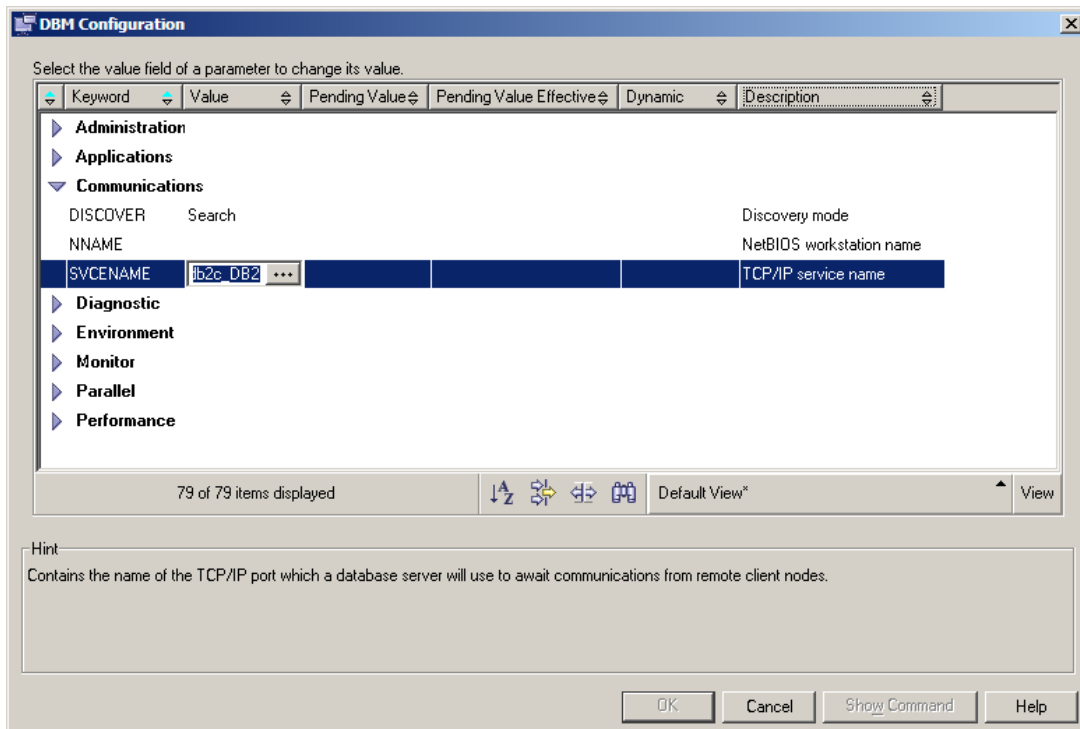 DBM Configuration
Select the value field of a parameter to change its value.
Keyword Value Pending Value Pending Value Effective Dynamic Description
Administration
Applications
Communications
DISCOVER Search Discovery mode
NNAME NetBIOS workstation name
SVCENAME db2c_DB2 ... TCP/IP service name
Diagnostic
Environment
Monitor
Parallel
Performance
79 of 79 items displayed Default View* View
Hint
Contains the name of the TCP/IP port which a database server will use to await communications from remote client nodes.
OK Cancel Show Command Help